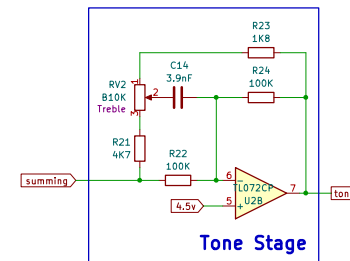 R23
1K8
C14
3.9nF
R24
100K
RV2
B10K
Treble
1
2
3
R21
4K7
R22
100K
summing
6
TL072CP
7
U2B
5
4.5v
ton
Tone Stage